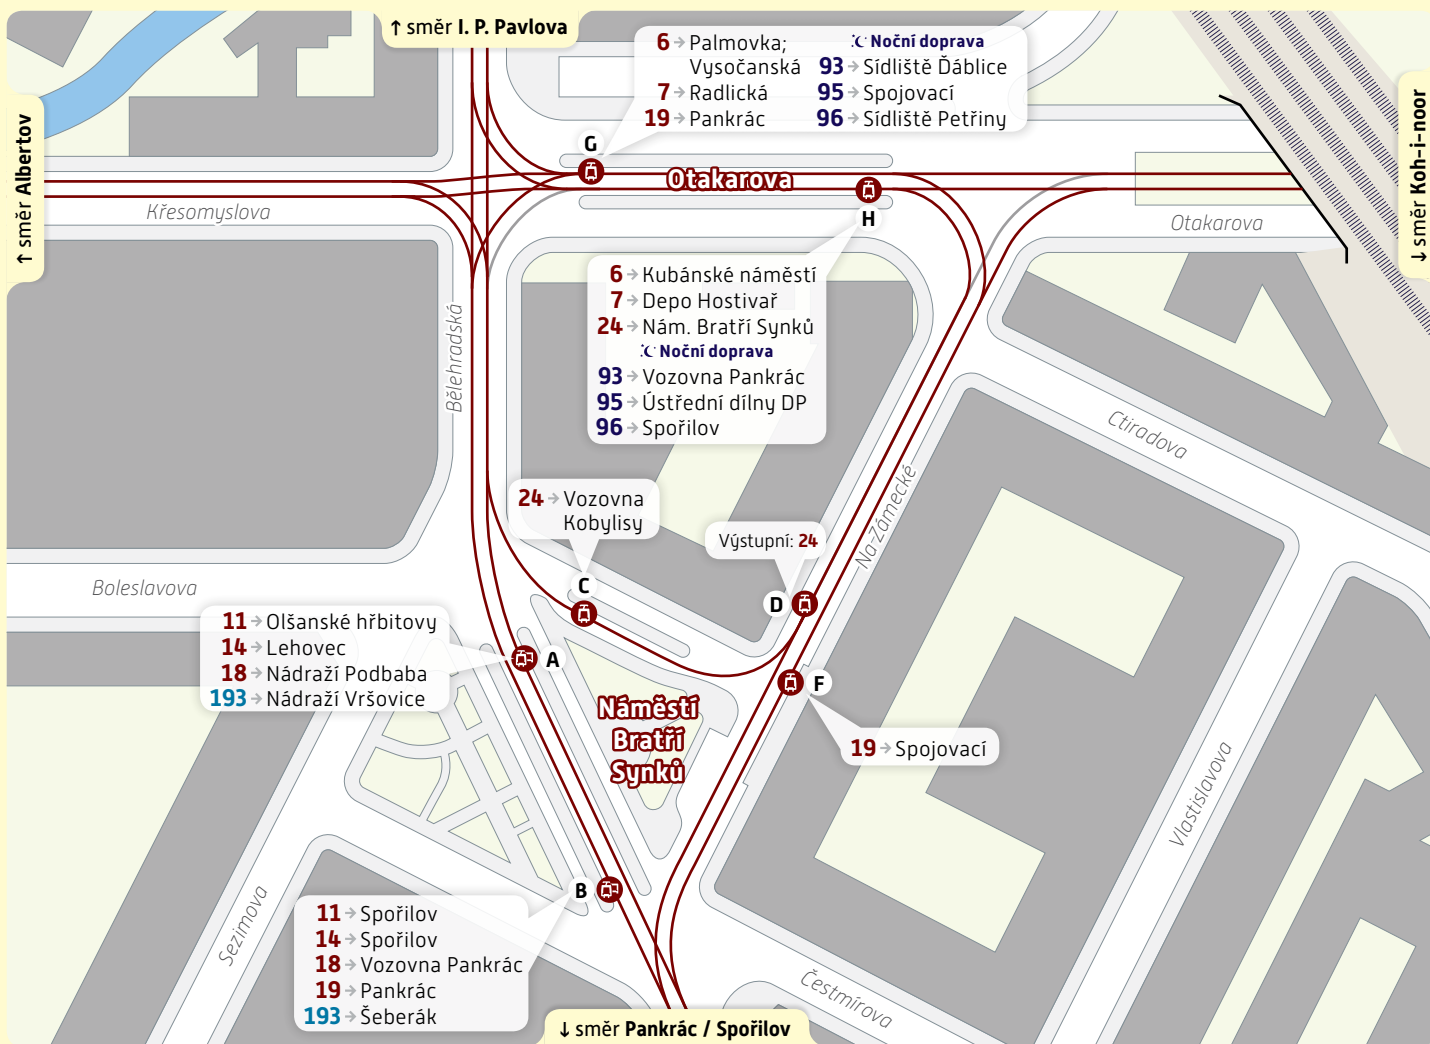 ↑ směr I. P. Pavlova
6 → Palmovka;
Vysočanská
7 → Radlická
19 → Pankrác
Noční doprava
93 → Sídliště Ďáblice
95 → Spojovací
96 → Sídliště Petřiny
↑ směr Albertov
↓ směr Koh-i-noor
G
Otakarova
H
Křesomyslova
Otakarova
6 → Kubánské náměstí
7 → Depo Hostivař
24 → Nám. Bratří Synků
Noční doprava
93 → Vozovna Pankrác
95 → Ústřední dílny DP
96 → Spořilov
Bělehradská
Ctiradova
Na Zámecké
24 → Vozovna
Kobylisy
Výstupní: 24
C
D
Boleslavova
11 → Olšanské hřbitovy
14 → Lehovec
18 → Nádraží Podbaba
193 → Nádraží Vršovice
A
F
Náměstí
Bratří
Synků
19 → Spojovací
Vlastislavova
B
Sezimova
11 → Spořilov
14 → Spořilov
18 → Vozovna Pankrác
19 → Pankrác
193 → Šeberák
Čestmírova
↓ směr Pankrác / Spořilov